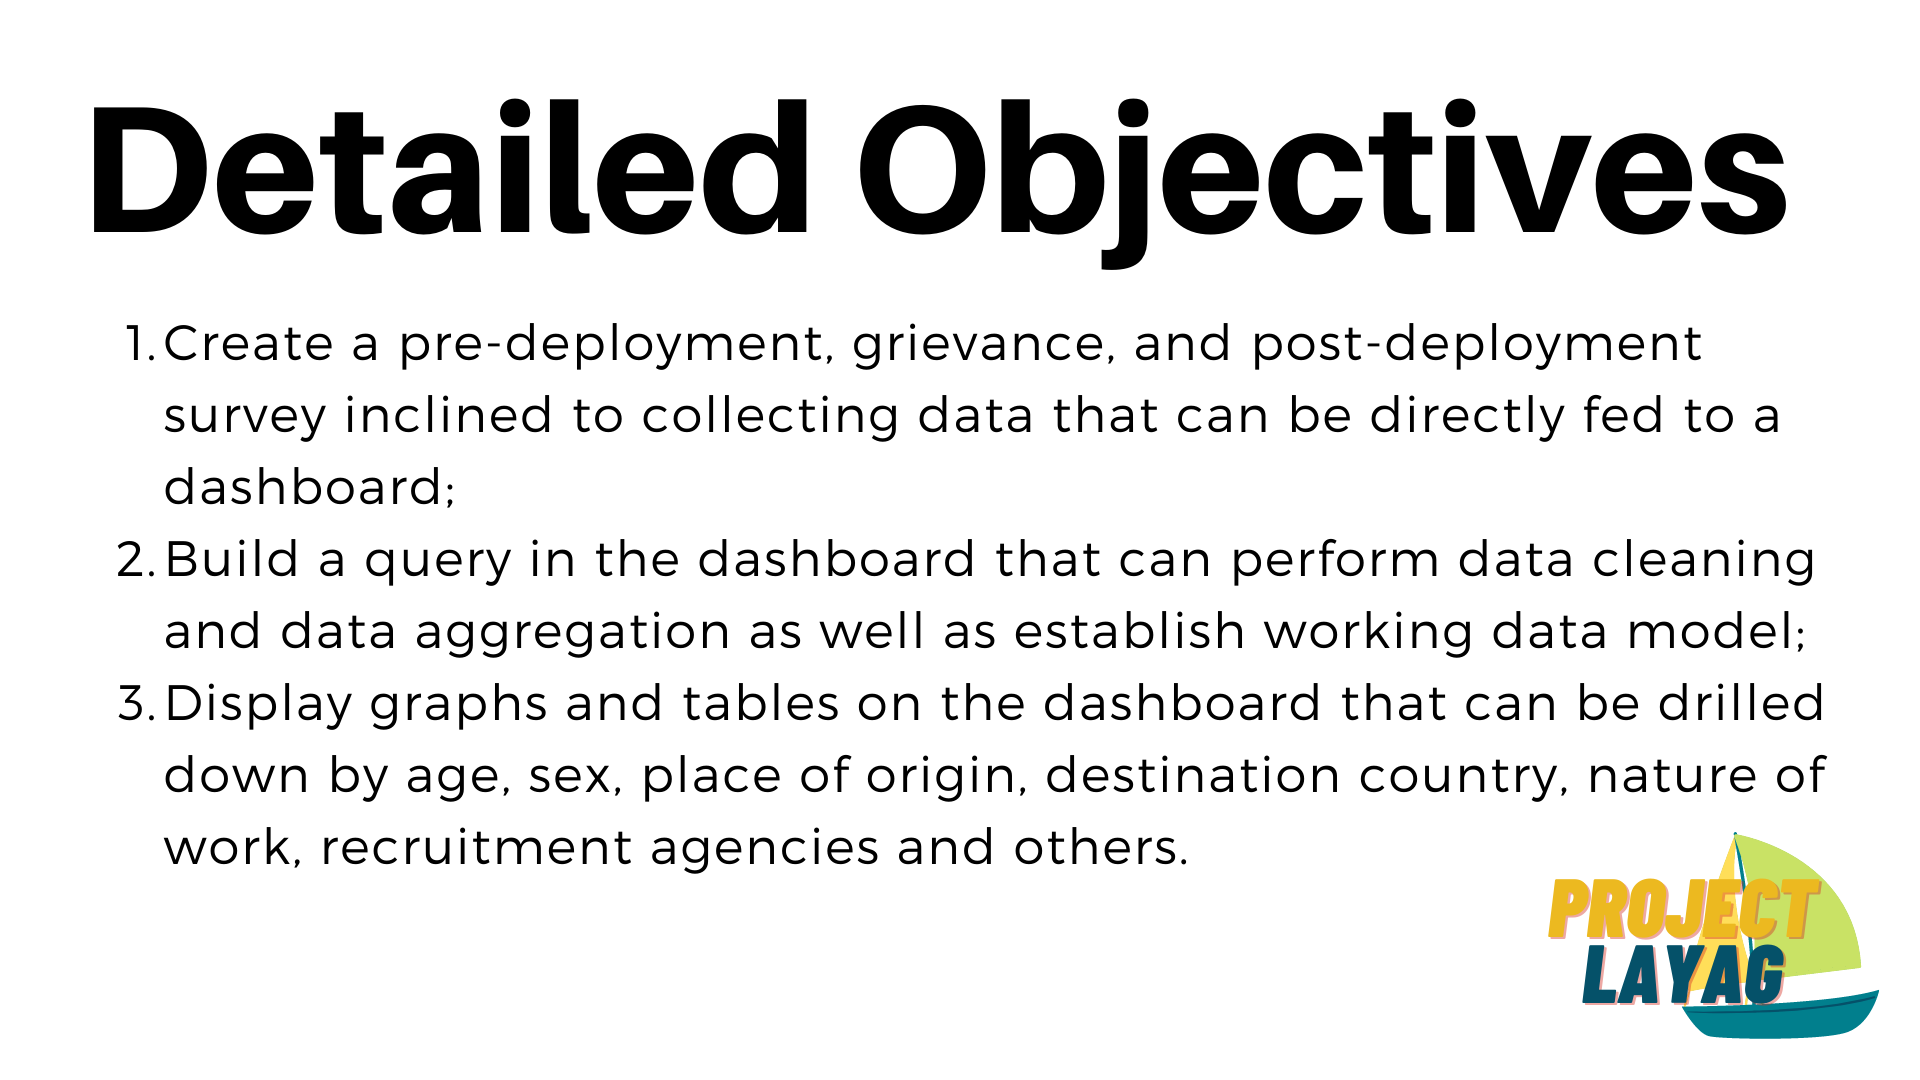 Detailed Objectives
1. Create a pre-deployment, grievance, and post-deployment
survey inclined to collecting data that can be directly fed to a
dashboard;
2. Build a query in the dashboard that can perform data cleaning
and data aggregation as well as establish working data model;
3. Display graphs and tables on the dashboard that can be drilled
down by age, sex, place of origin, destination country, nature of
work, recruitment agencies and others.
PROJECT
LAYAG